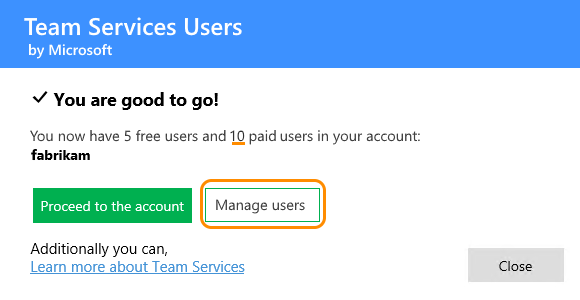 Team Services Users
by Microsoft
You are good to go!
You now have 5 free users and 10 paid users in your account:
fabrikam
Proceed to the account
Manage users
Additionally you can,
Learn more about Team Services
Close